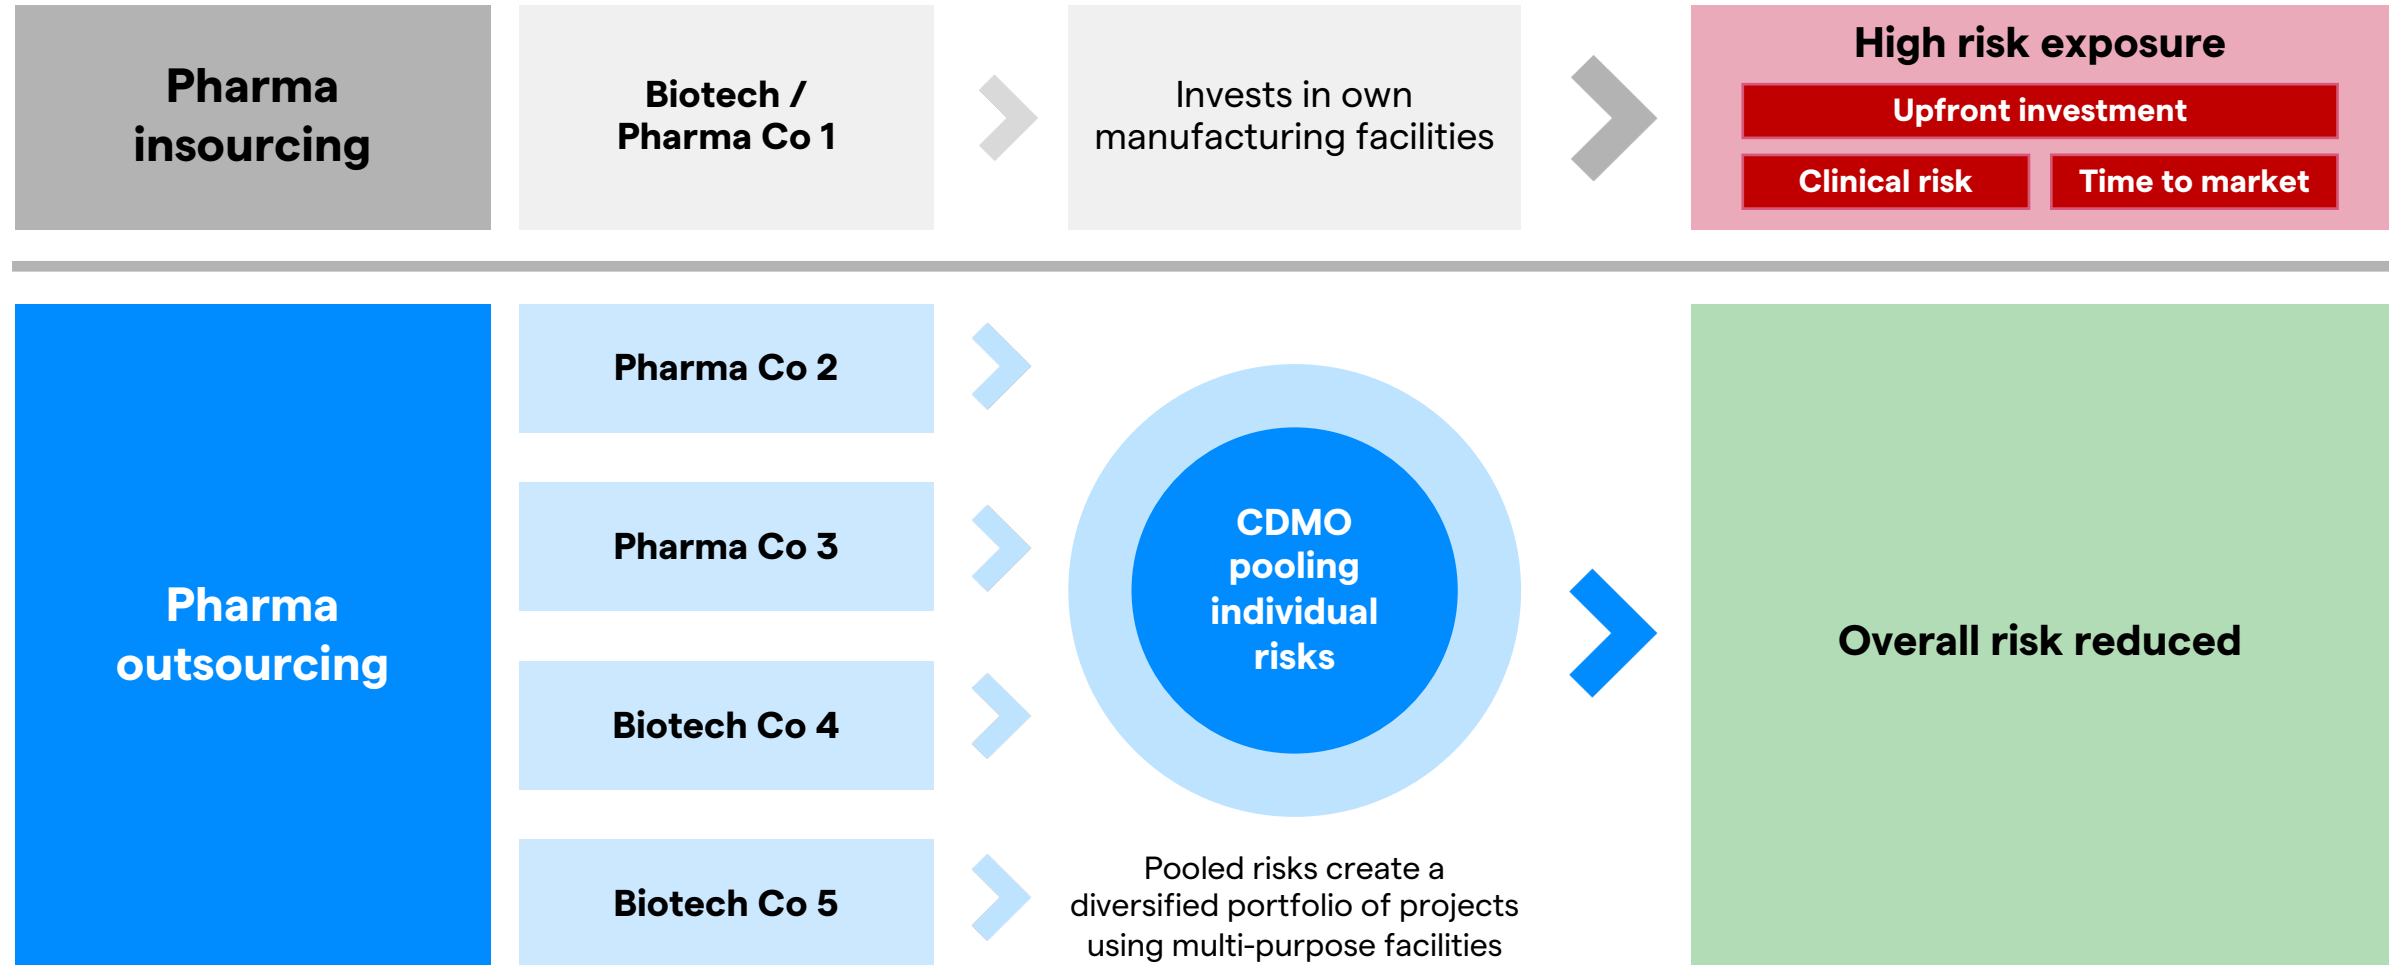 Pharma
insourcing
Biotech /
Pharma Co 1
Invests in own
manufacturing facilities
High risk exposure
Upfront investment
Clinical risk
Time to market
Pharma
outsourcing
Pharma Co 2
Pharma Co 3
Biotech Co 4
Biotech Co 5
CDMO
pooling
individual
risks
Pooled risks create a
diversified portfolio of projects
using multi-purpose facilities
Overall risk reduced